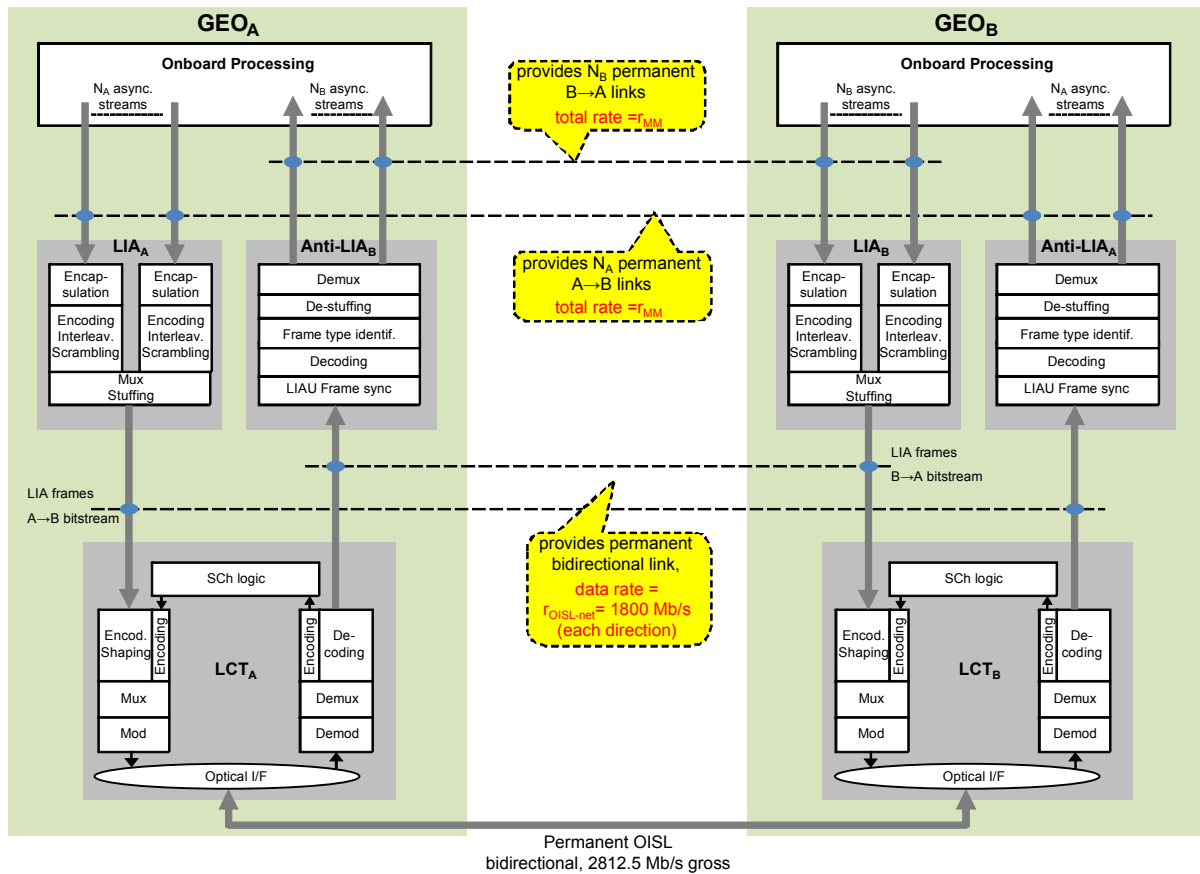 GEOA
GEOB
Onboard Processing
NA async.
streams
NB async.
streams
Onboard Processing
NB async.
streams
NA async.
streams
provides NB permanent
B→A links
total rate =rMM
provides NA permanent
A→B links
total rate =rMM
LIAA
Encap-
sulation
Encap-
sulation
Encoding
Interleav.
Scrambling
Encoding
Interleav.
Scrambling
Mux
Stuffing
Anti-LIAB
Demux
De-stuffing
Frame type identif.
Decoding
LIAU Frame sync
LIAB
Encap-
sulation
Encap-
sulation
Encoding
Interleav.
Scrambling
Encoding
Interleav.
Scrambling
Mux
Stuffing
Anti-LIAA
Demux
De-stuffing
Frame type identif.
Decoding
LIAU Frame sync
LIA frames
A→B bitstream
LIA frames
B→A bitstream
provides permanent
bidirectional link,
data rate =
rOISL-net= 1800 Mb/s
(each direction)
SCh logic
Encod.
Shaping
Encoding
Mux
Mod
LCTA
Encoding
De-
coding
Demux
Demod
Optical I/F
SCh logic
Encod.
Shaping
Encoding
Mux
Mod
LCTB
Encoding
De-
coding
Demux
Demod
Optical I/F
Permanent OISL
bidirectional, 2812.5 Mb/s gross